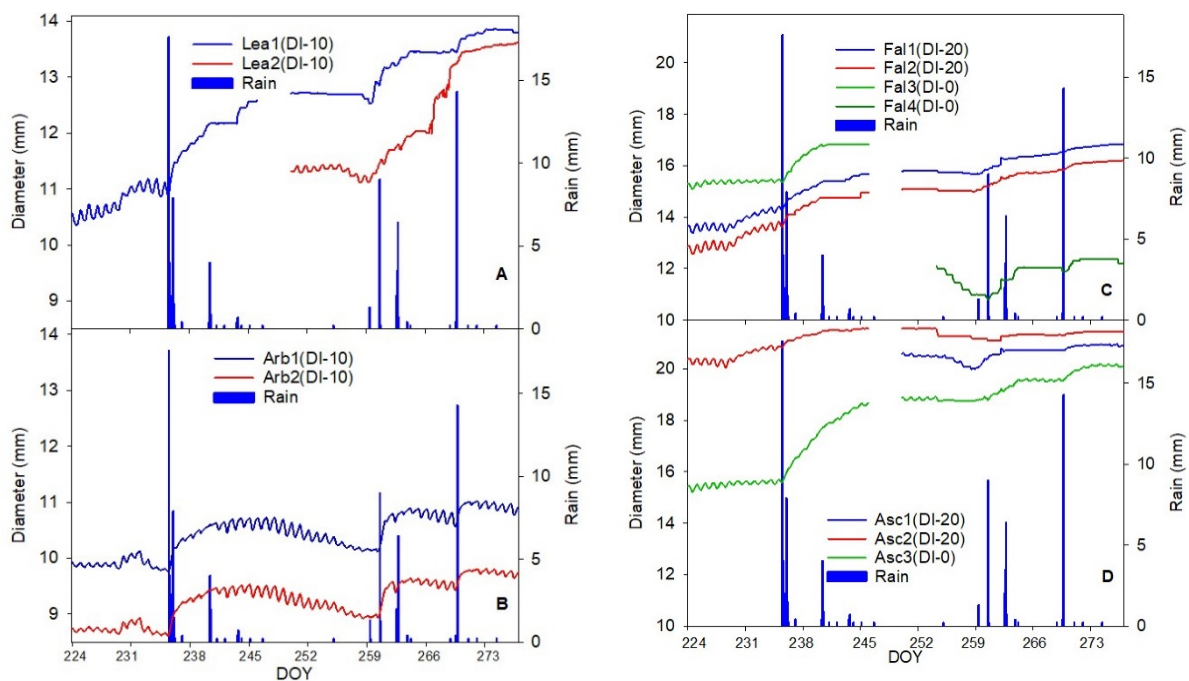 14
13
12
11
10
9
Diameter (mm)
Lea1(DI-10)
Lea2(DI-10)
Rain
15
10
5
0
Rain (mm)
A
14
13
12
11
10
9
Diameter (mm)
Arb1(DI-10)
Arb2(DI-10)
Rain
15
10
5
0
Rain (mm)
B
224 231 238 245 259 266 273
DOY
20
18
16
14
12
10
Diameter (mm)
Fal1(DI-20)
Fal2(DI-20)
Fal3(DI-0)
Fal4(DI-0)
Rain
15
10
5
0
Rain (mm)
C
20
18
16
14
12
10
Diameter (mm)
Asc1(DI-20)
Asc2(DI-20)
Asc3(DI-0)
Rain
15
10
5
0
Rain (mm)
D
224 231 238 245 259 266 273
DOY